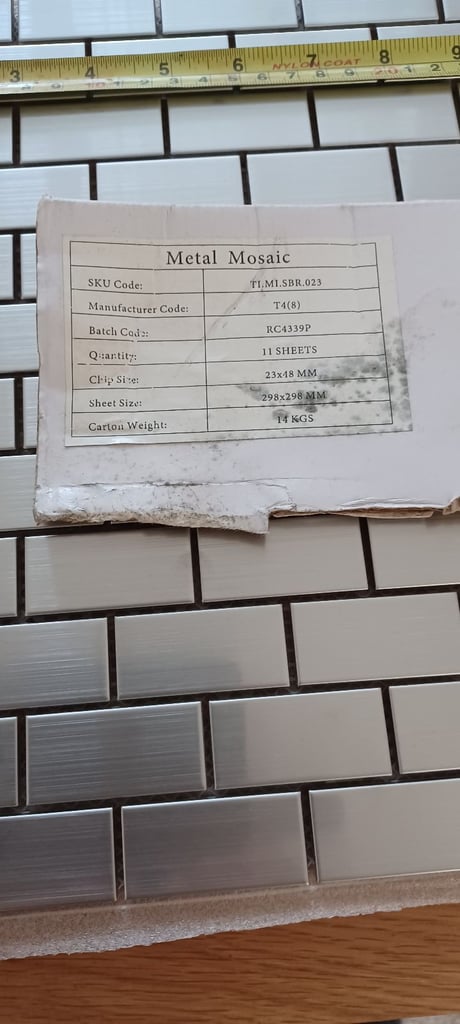 3 4 5 6 7 8 9
NYLON COAT
Metal Mosaic
SKU Code: TI.MI.SBR.023
Manufacturer Code: T4(8)
Batch Code: RC4339P
Quantity: 11 SHEETS
Chip Size: 23x48 MM
Sheet Size: 298x298 MM
Carton Weight: 14 KGS